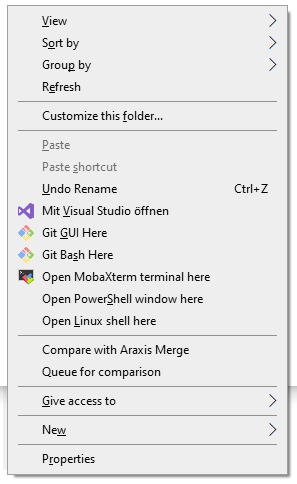 View
Sort by
Group by
Refresh
Customize this folder...
Paste
Paste shortcut
Undo Rename Ctrl+Z
Mit Visual Studio öffnen
Git GUI Here
Git Bash Here
Open MobaXterm terminal here
Open PowerShell window here
Open Linux shell here
Compare with Araxis Merge
Queue for comparison
Give access to
New
Properties